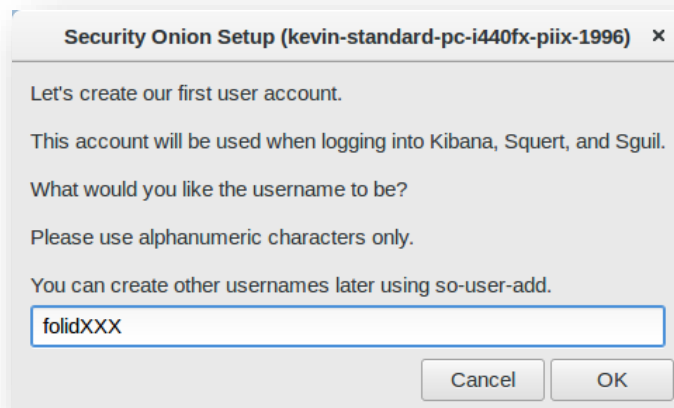 Security Onion Setup (kevin-standard-pc-i440fx-piix-1996) ×
Let's create our first user account.
This account will be used when logging into Kibana, Squert, and Sguil.
What would you like the username to be?
Please use alphanumeric characters only.
You can create other usernames later using so-user-add.
folidXXX
Cancel OK